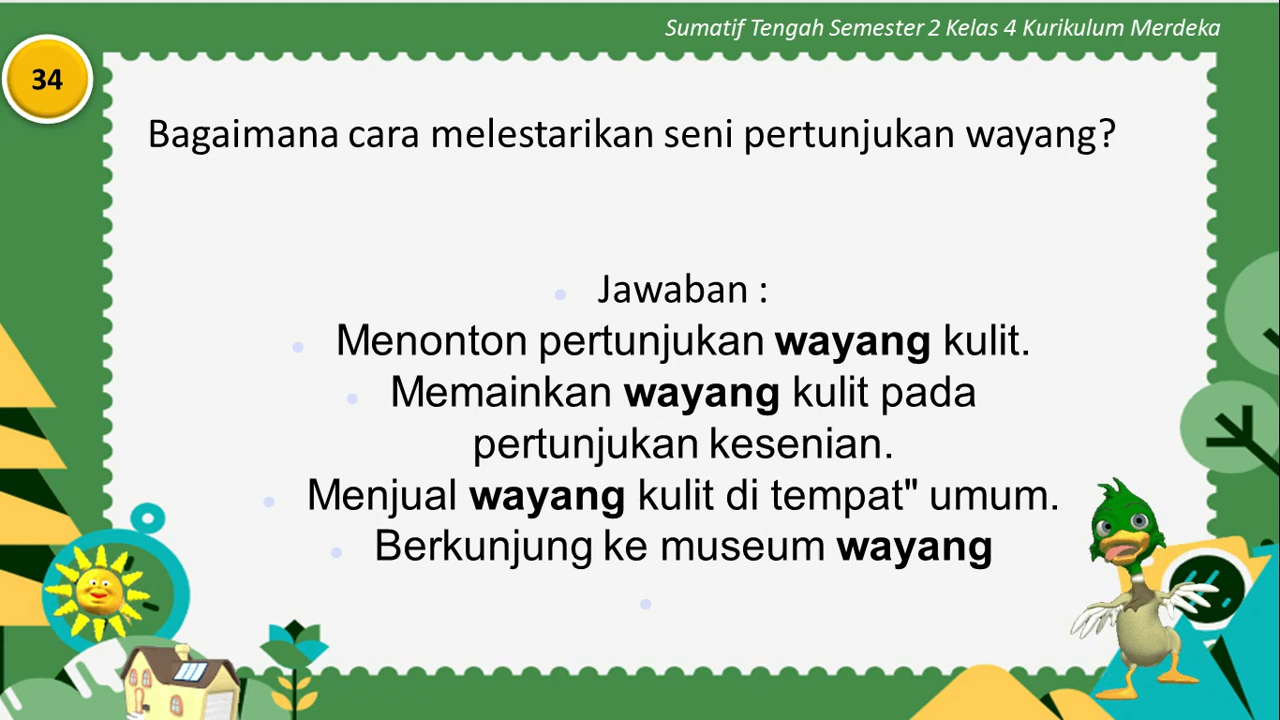 Sumatif Tengah Semester 2 Kelas 4 Kurikulum Merdeka
34
Bagaimana cara melestarikan seni pertunjukan wayang?
Jawaban :
Menonton pertunjukan wayang kulit.
Memainkan wayang kulit pada
pertunjukan kesenian.
Menjual wayang kulit di tempat" umum.
Berkunjung ke museum wayang